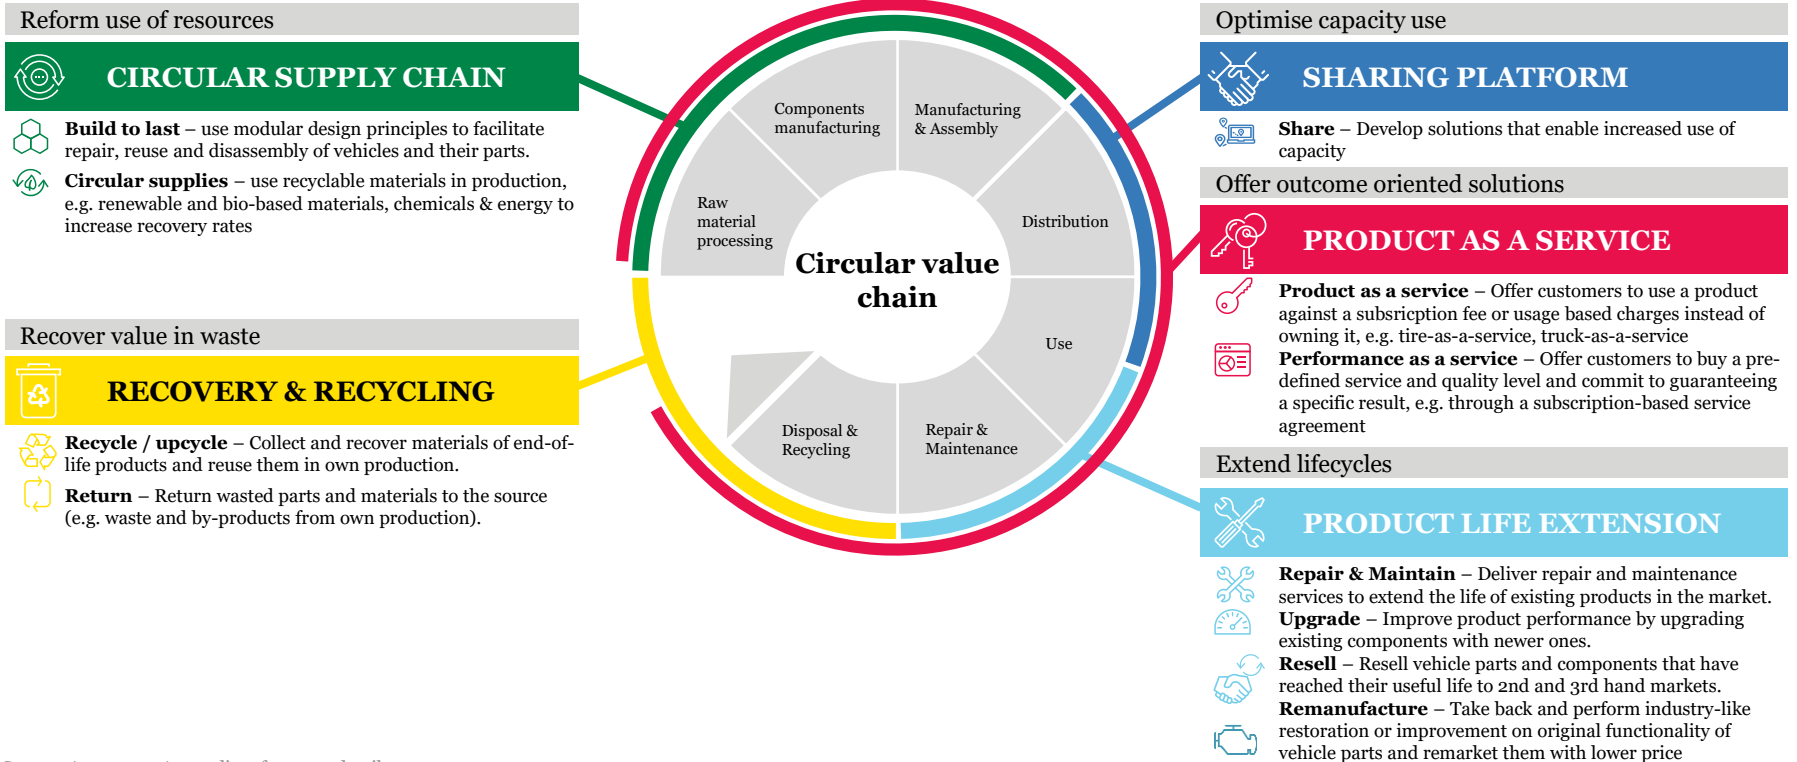 Reform use of resources
CIRCULAR SUPPLY CHAIN
Build to last – use modular design principles to facilitate
repair, reuse and disassembly of vehicles and their parts.
Circular supplies – use recyclable materials in production,
e.g. renewable and bio-based materials, chemicals & energy to
increase recovery rates
Recover value in waste
RECOVERY & RECYCLING
Recycle / upcycle – Collect and recover materials of end-of-
life products and reuse them in own production.
Return – Return wasted parts and materials to the source
(e.g. waste and by-products from own production).
Components
manufacturing
Manufacturing
& Assembly
Raw
material
processing
Distribution
Circular value
chain
Use
Disposal &
Recycling
Repair &
Maintenance
Optimise capacity use
SHARING PLATFORM
Share – Develop solutions that enable increased use of
capacity
Offer outcome oriented solutions
PRODUCT AS A SERVICE
Product as a service – Offer customers to use a product
against a subsricption fee or usage based charges instead of
owning it, e.g. tire-as-a-service, truck-as-a-service
Performance as a service – Offer customers to buy a pre-
defined service and quality level and commit to guaranteeing
a specific result, e.g. through a subscription-based service
agreement
Extend lifecycles
PRODUCT LIFE EXTENSION
Repair & Maintain – Deliver repair and maintenance
services to extend the life of existing products in the market.
Upgrade – Improve product performance by upgrading
existing components with newer ones.
Resell – Resell vehicle parts and components that have
reached their useful life to 2nd and 3rd hand markets.
Remanufacture – Take back and perform industry-like
restoration or improvement on original functionality of
vehicle parts and remarket them with lower price